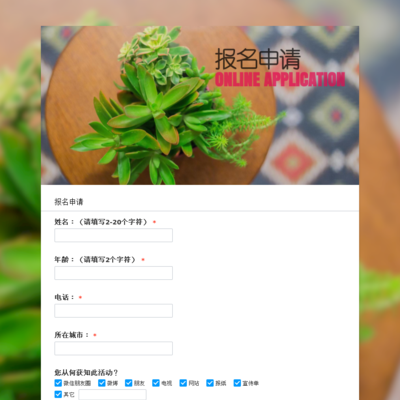 报名申请
ONLINE APPLICATION
报名申请
姓名：（请填写2-20个字符） *
年龄：（请填写2个字符） *
电话： *
所在城市： *
您从何获知此活动？
微信朋友圈 微博 朋友 电视 网站 报纸 宣传单
其它